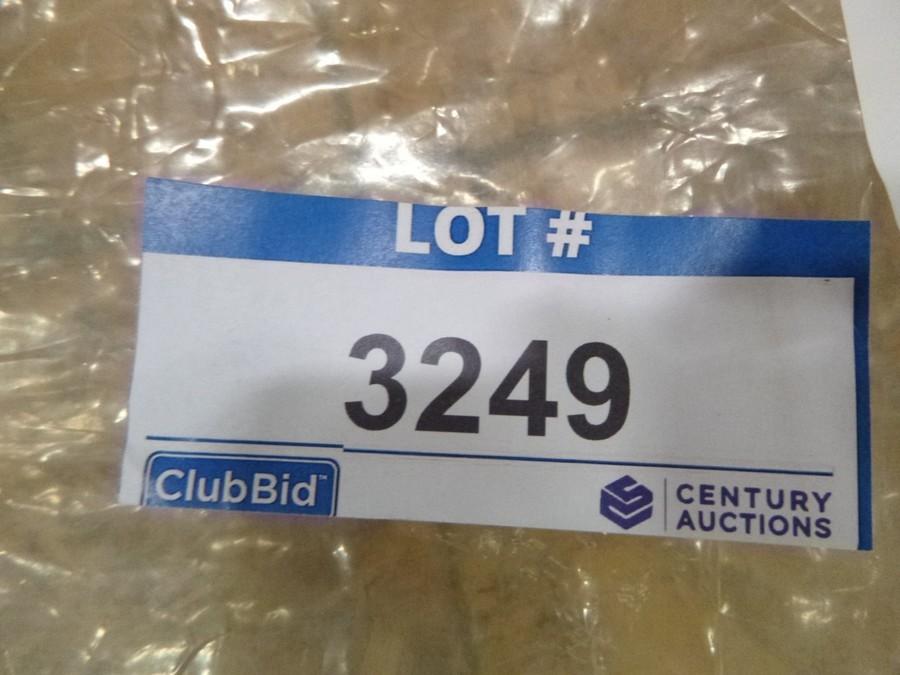 LOT #
3249
ClubBid™
CENTURY
AUCTIONS